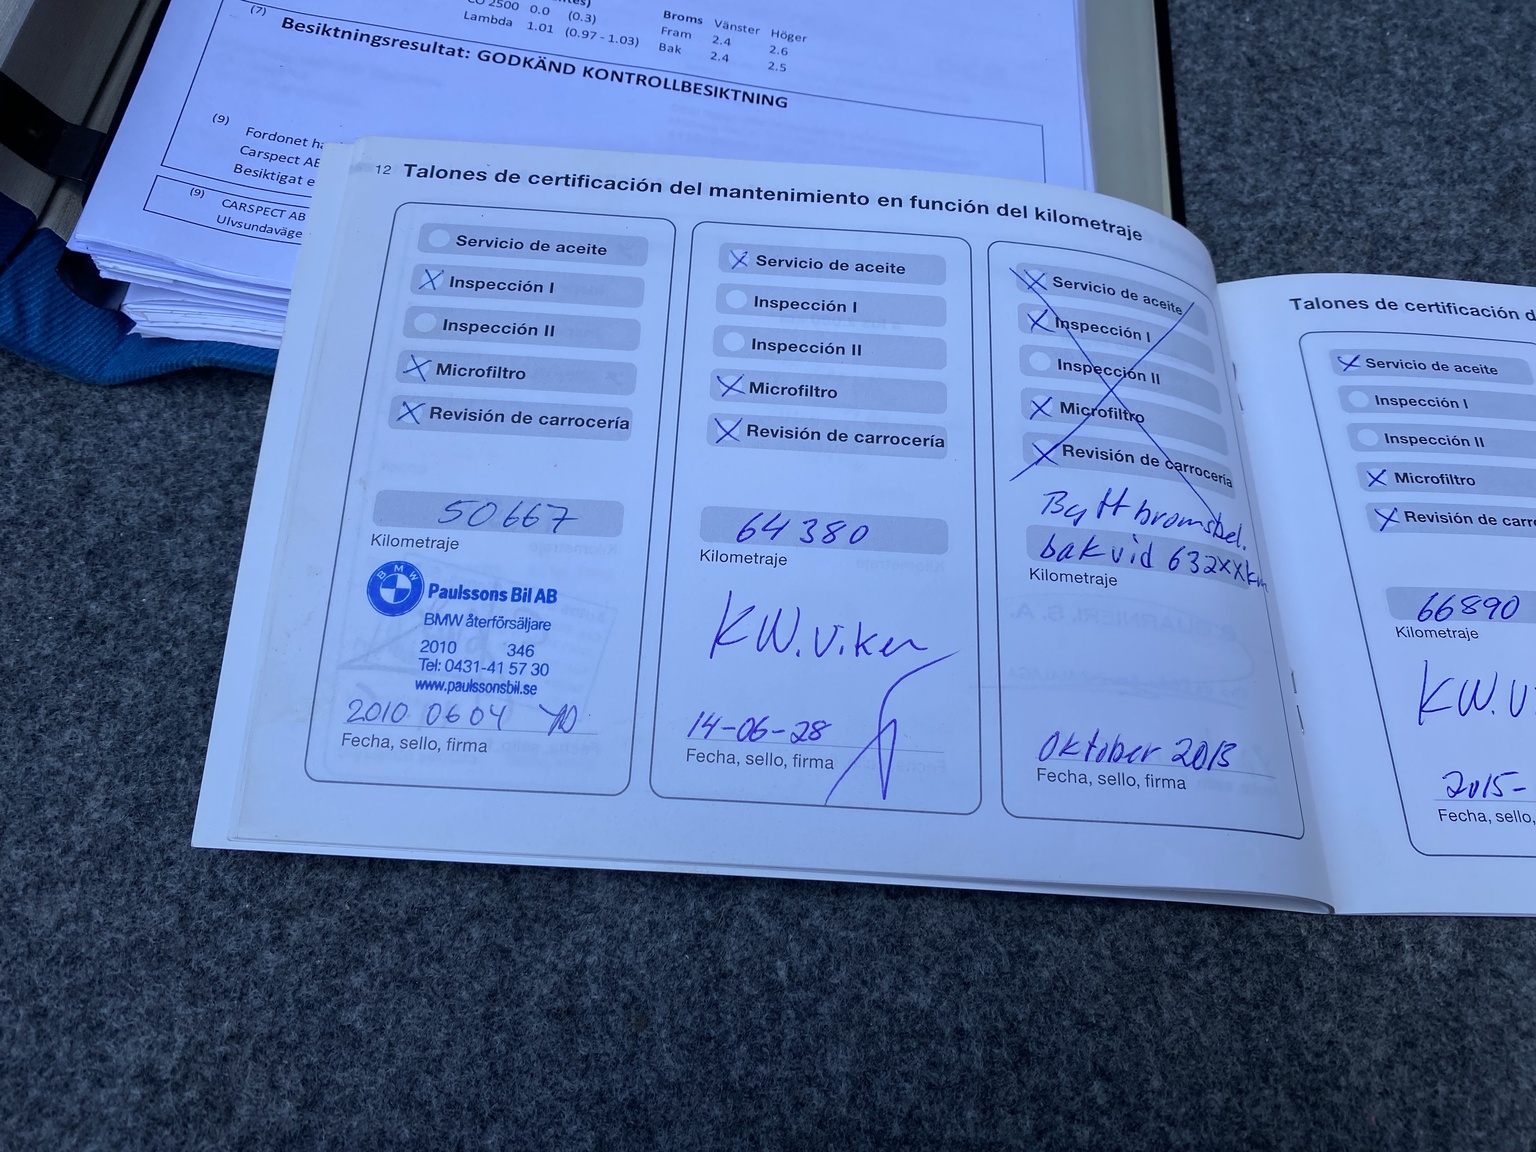 CO 2500 0.0 (0.3)
Lambda 1.01 (0.97 - 1.03)
Broms Vänster Höger
Fram 2.4 2.6
Bak 2.4 2.5
(7) Besiktningsresultat: GODKÄND KONTROLLBESIKTNING
(9) Fordonet ha
Carspect AB
Besiktigat e
(9) CARSPECT AB
Ulvsundaväge
12 Talones de certificación del mantenimiento en función del kilometraje
Servicio de aceite
X Inspección I
Inspección II
X Microfiltro
X Revisión de carrocería
50667
Kilometraje
BMW Paulssons Bil AB
BMW återförsäljare
2010 346
Tel: 0431-41 57 30
www.paulssonsbil.se
2010 06 04
Fecha, sello, firma
X Servicio de aceite
Inspección I
Inspección II
X Microfiltro
X Revisión de carrocería
64 380
Kilometraje
KW.Viken
14-06-28
Fecha, sello, firma
X Servicio de aceite
X Inspección I
Inspección II
X Microfiltro
X Revisión de carrocería
Bytt bromsbel.
bak vid 632XXkm
Kilometraje
Oktober 2013
Fecha, sello, firma
Talones de certificación d
X Servicio de aceite
Inspección I
Inspección II
X Microfiltro
X Revisión de carr
66890
Kilometraje
KW.V
2015-
Fecha, sello,